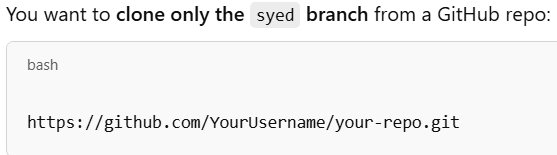 You want to clone only the syed branch from a GitHub repo:
bash
https://github.com/YourUsername/your-repo.git